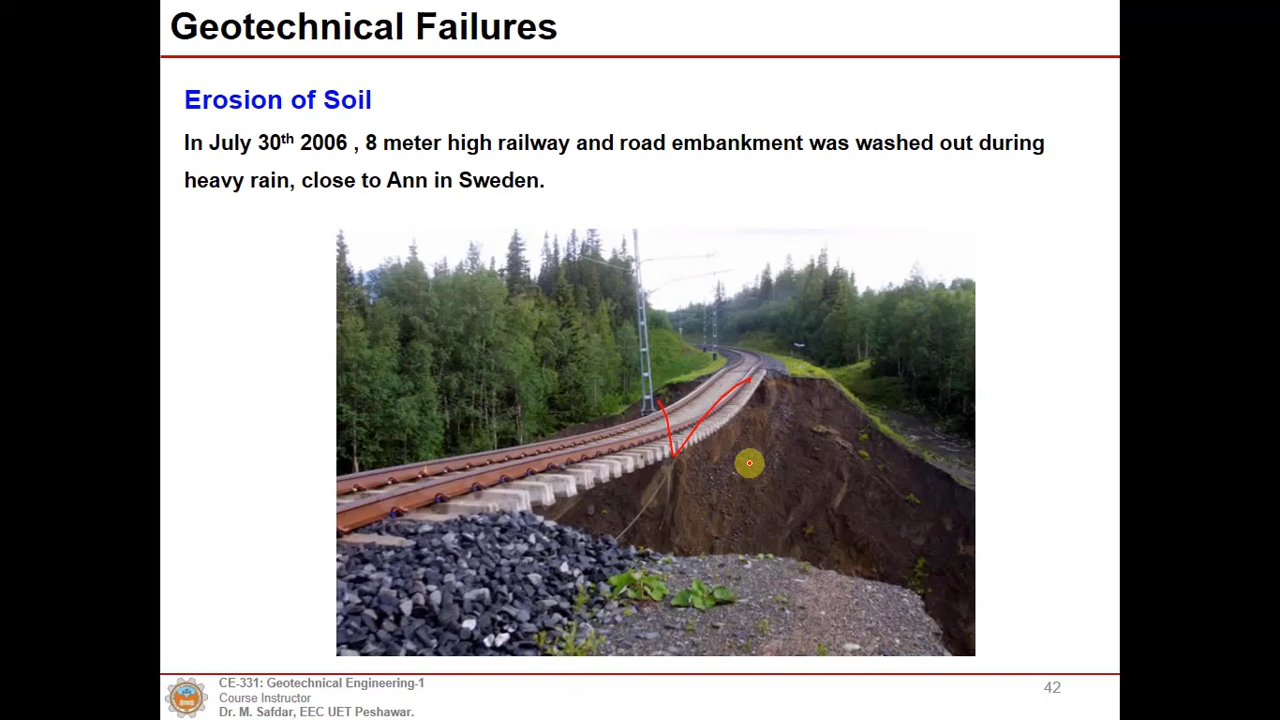 Geotechnical Failures
Erosion of Soil
In July 30th 2006 , 8 meter high railway and road embankment was washed out during
heavy rain, close to Ann in Sweden.
CE-331: Geotechnical Engineering-1
Course Instructor
Dr. M. Safdar, EEC UET Peshawar.
42